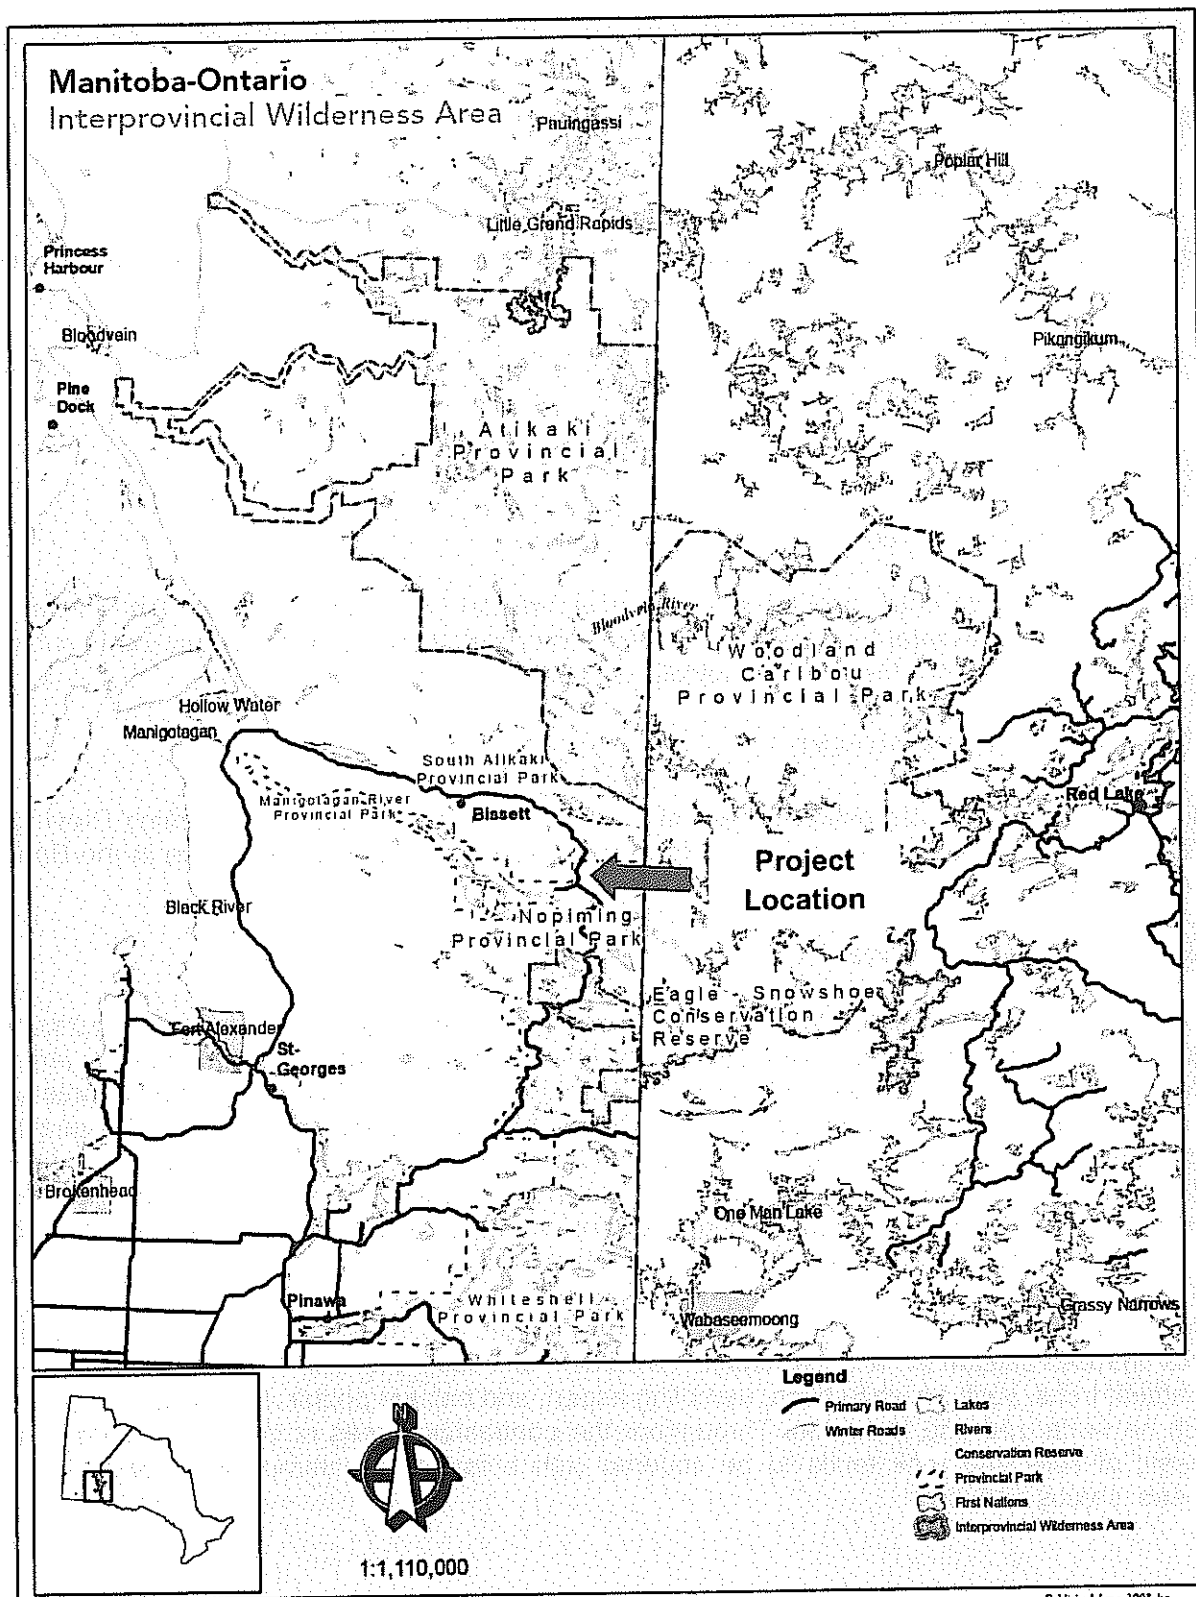 Manitoba-Ontario
Interprovincial Wilderness Area
Pauingassi
Poplar Hill
Little Grand Rapids
Princess
Harbour
Bloodvein
Pikangikum
Pine
Dock
Atikaki
Provincial
Park
Bloodvein River
Woodland
Caribou
Provincial Park
Hollow Water
Manigotagan
South Atikaki
Provincial Park
Manigotagan River
Provincial Park
Bissett
Red Lake
Project
Location
Black River
Nopiming
Provincial Park
Eagle - Snowshoe
Conservation
Reserve
Fort Alexander
St-
Georges
Brokenhead
One Man Lake
Pinawa
Whiteshell
Provincial Park
Wabaseemoong
Grassy Narrows
Legend
Primary Road
Winter Roads
Lakes
Rivers
Conservation Reserve
Provincial Park
First Nations
Interprovincial Wilderness Area
N
1:1,110,000